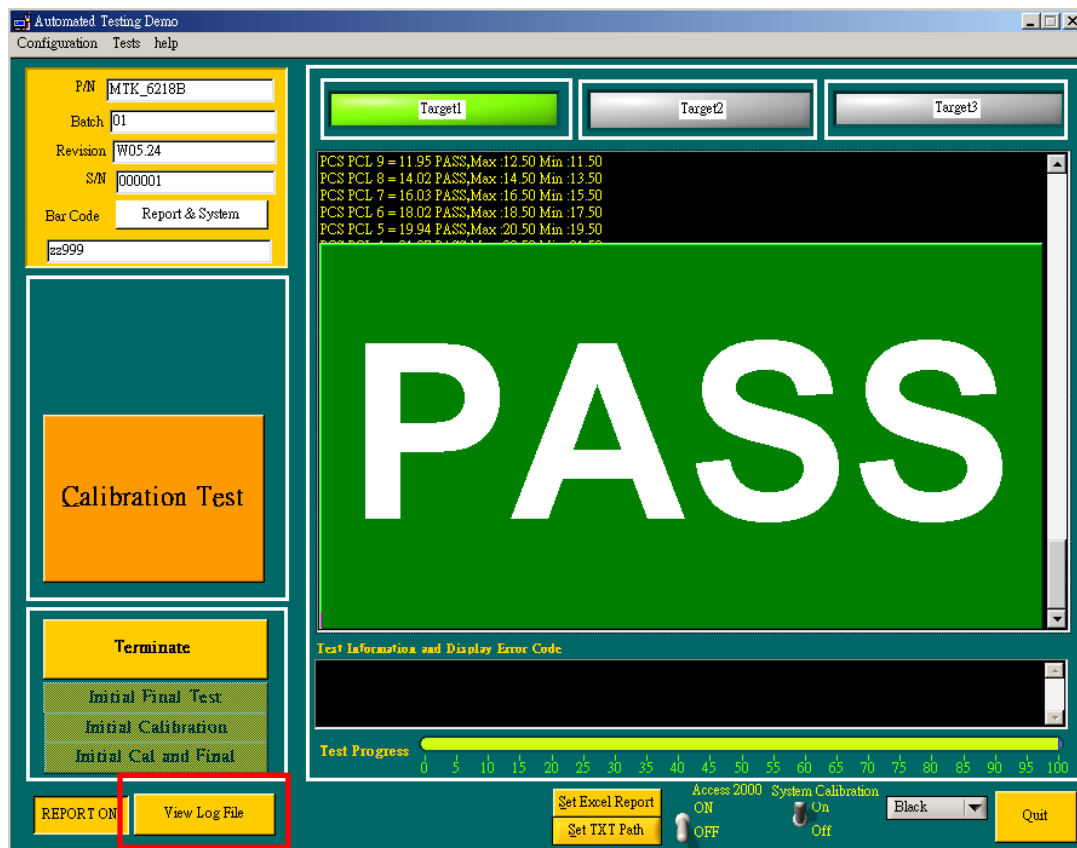 Automated Testing Demo
Configuration Tests help
P/N MTK_6218B
Batch 01
Revision W05.24
S/N 000001
Bar Code Report & System
zz999
Target1 Target2 Target3
PCS PCL 9 = 11.95 PASS,Max :12.50 Min :11.50
PCS PCL 8 = 14.02 PASS,Max :14.50 Min :13.50
PCS PCL 7 = 16.03 PASS,Max :16.50 Min :15.50
PCS PCL 6 = 18.02 PASS,Max :18.50 Min :17.50
PCS PCL 5 = 19.94 PASS,Max :20.50 Min :19.50
PASS
Calibration Test
Terminate
Initial Final Test
Initial Calibration
Initial Cal and Final
Test Information and Display Error Code
Test Progress
0 5 10 15 20 25 30 35 40 45 50 55 60 65 70 75 80 85 90 95 100
REPORT ON
View Log File
Set Excel Report
Set TXT Path
Access 2000
ON
OFF
System Calibration
On
Off
Black
Quit